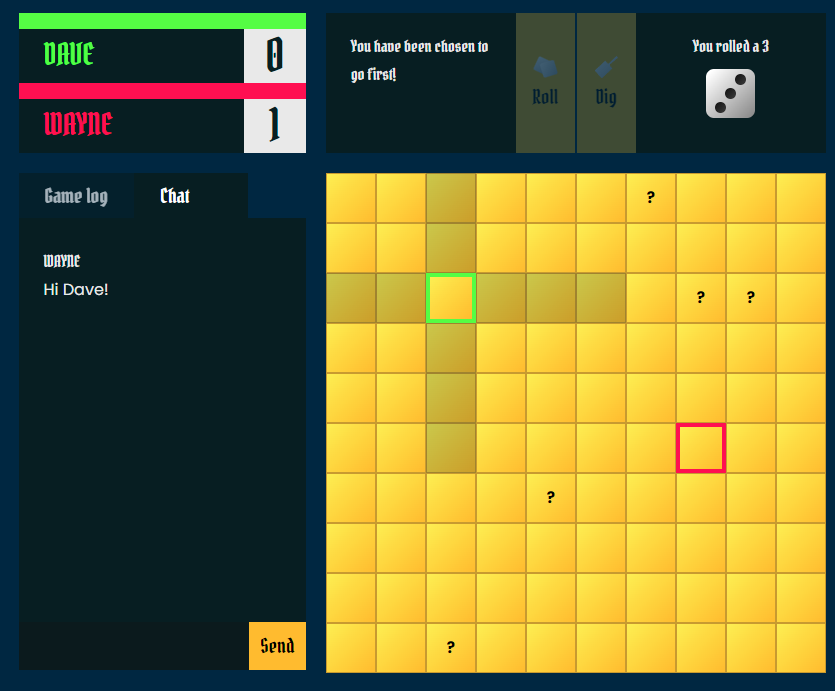 DAVE
0
WAYNE
1
You have been chosen to
go first!
Roll
Dig
You rolled a 3
Game log
Chat
WAYNE
Hi Dave!
Send
?
? ?
?
?